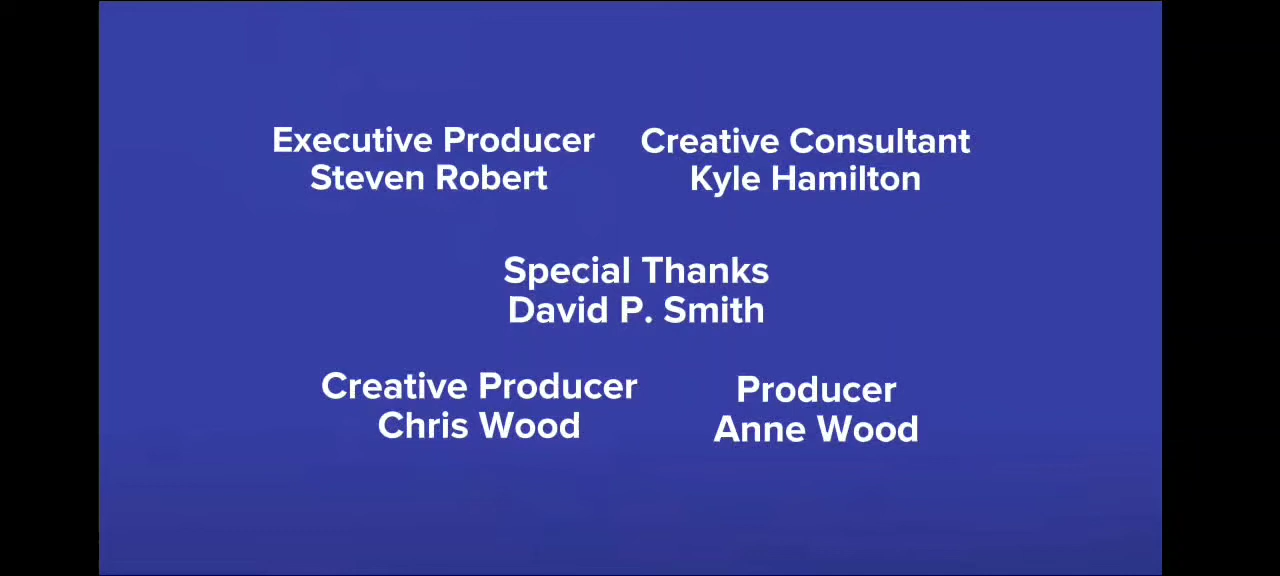 Executive Producer
Steven Robert
Creative Consultant
Kyle Hamilton
Special Thanks
David P. Smith
Creative Producer
Chris Wood
Producer
Anne Wood